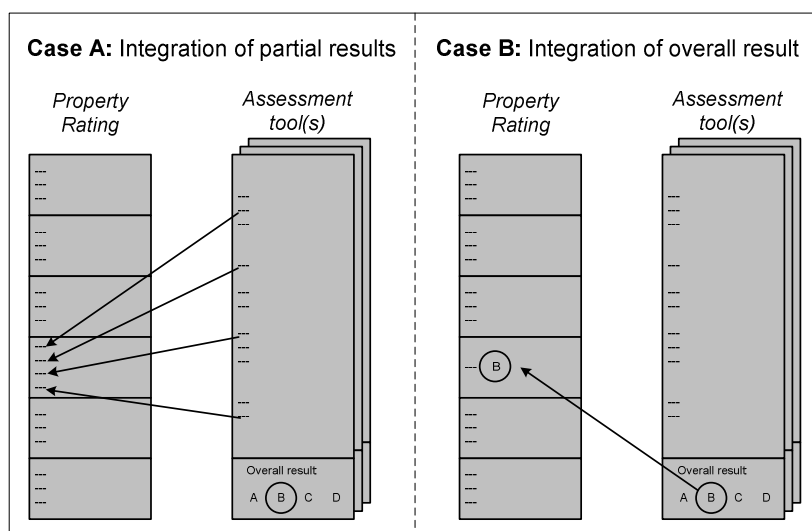 Case A: Integration of partial results
Property
Rating
Assessment
tool(s)
Overall result
A B C D
Case B: Integration of overall result
Property
Rating
Assessment
tool(s)
B
Overall result
A B C D